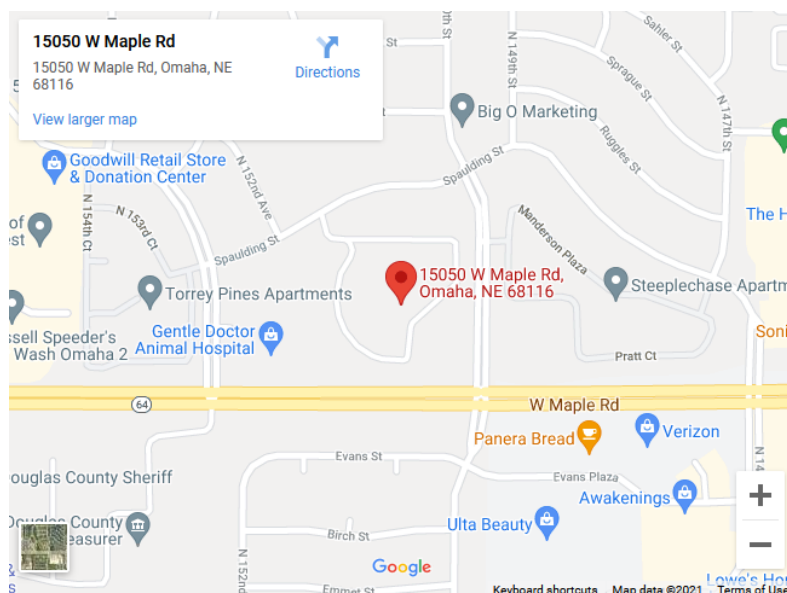 15050 W Maple Rd
15050 W Maple Rd, Omaha, NE
68116
Directions
View larger map
St
N 150th St
N 149th St
Sahler St
Sprague St
N 147th St
Big O Marketing
Ruggles St
Goodwill Retail Store
& Donation Center
N 152nd Ave
Spaulding St
N 154th Ct
N 153rd Ct
of
est
The H
Manderson Plaza
Spaulding St
15050 W Maple Rd,
Omaha, NE 68116
Steeplechase Apartm
Torrey Pines Apartments
ssell Speeder's
Wash Omaha 2
Gentle Doctor
Animal Hospital
Soni
Pratt Ct
64
W Maple Rd
Panera Bread
Verizon
Evans St
Evans Plaza
N 14
ouglas County Sheriff
Awakenings
Douglas County
easurer
Ulta Beauty
Birch St
N 152nd
Google
Emmet St
Lowe's Ho
Keyboard shortcuts
Map data ©2021
Terms of Use